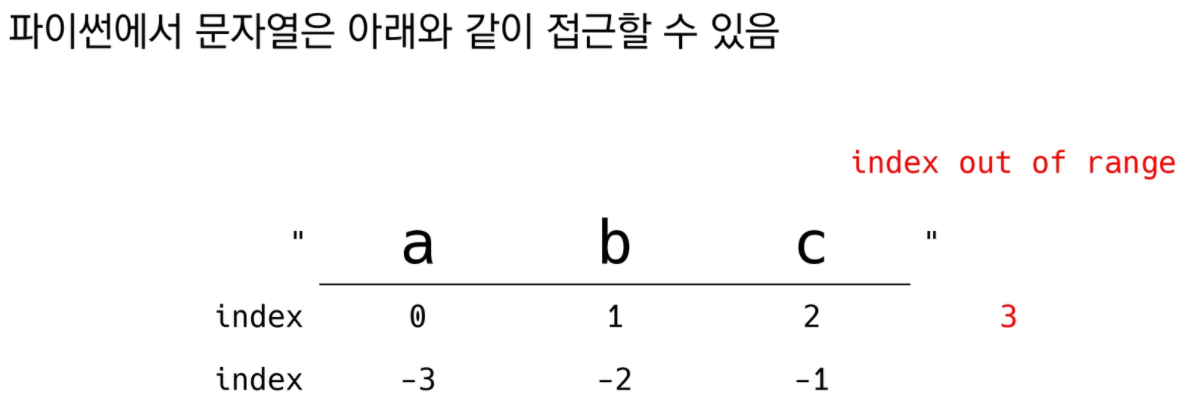 파이썬에서 문자열은 아래와 같이 접근할 수 있음
index out of range
" a b c "
index 0 1 2 3
index -3 -2 -1